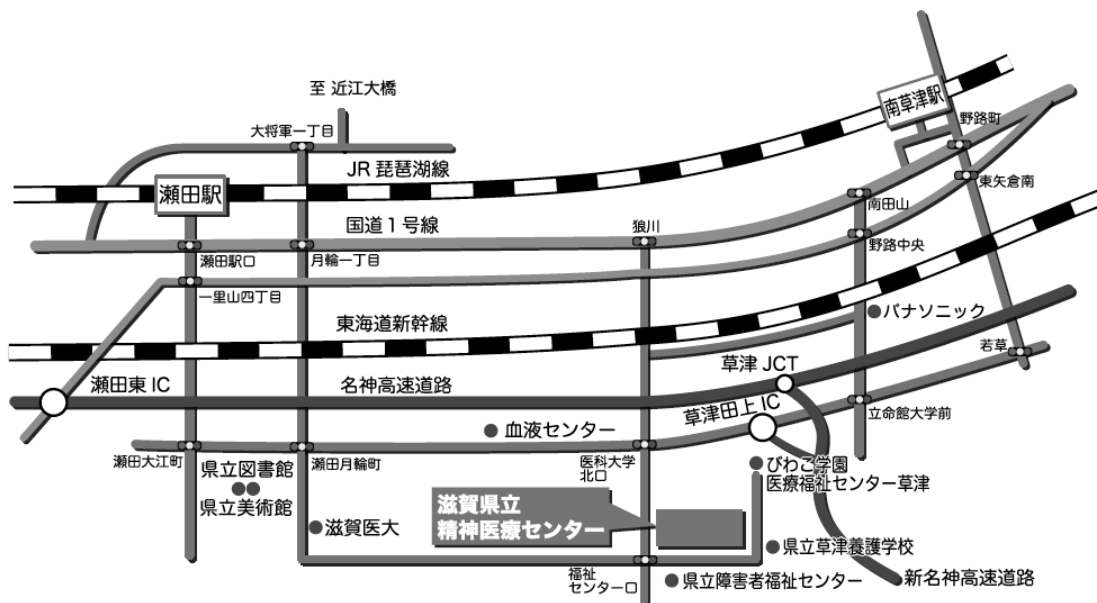 至 近江大橋
大将軍一丁目
南草津駅
野路町
JR 琵琶湖線
瀬田駅
東矢倉南
南田山
国道1号線
狼川
野路中央
瀬田駅口
月輪一丁目
一里山四丁目
パナソニック
東海道新幹線
若草
瀬田東 IC
名神高速道路
草津 JCT
草津田上 IC
立命館大学前
血液センター
瀬田大江町
県立図書館
県立美術館
瀬田月輪町
医科大学
北口
びわこ学園
医療福祉センター草津
滋賀県立
精神医療センター
滋賀医大
県立草津養護学校
福祉
センター口
県立障害者福祉センター
新名神高速道路